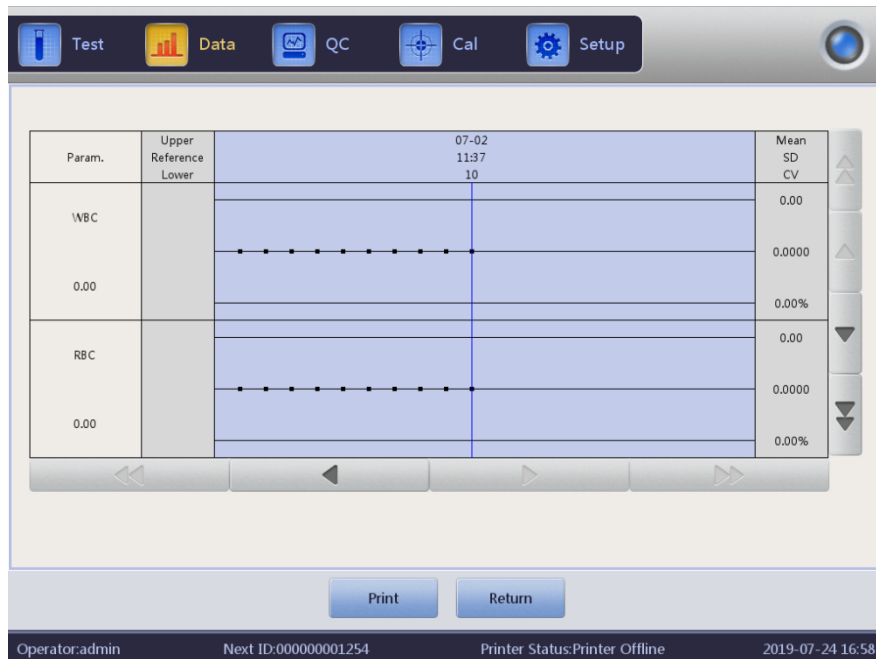 Test Data QC Cal Setup
Param.
Upper
Reference
Lower
07-02
11:37
10
Mean
SD
CV
WBC
0.00
0.00
0.0000
0.00%
RBC
0.00
0.00
0.0000
0.00%
Print Return
Operator:admin Next ID:000000001254 Printer Status:Printer Offline 2019-07-24 16:58